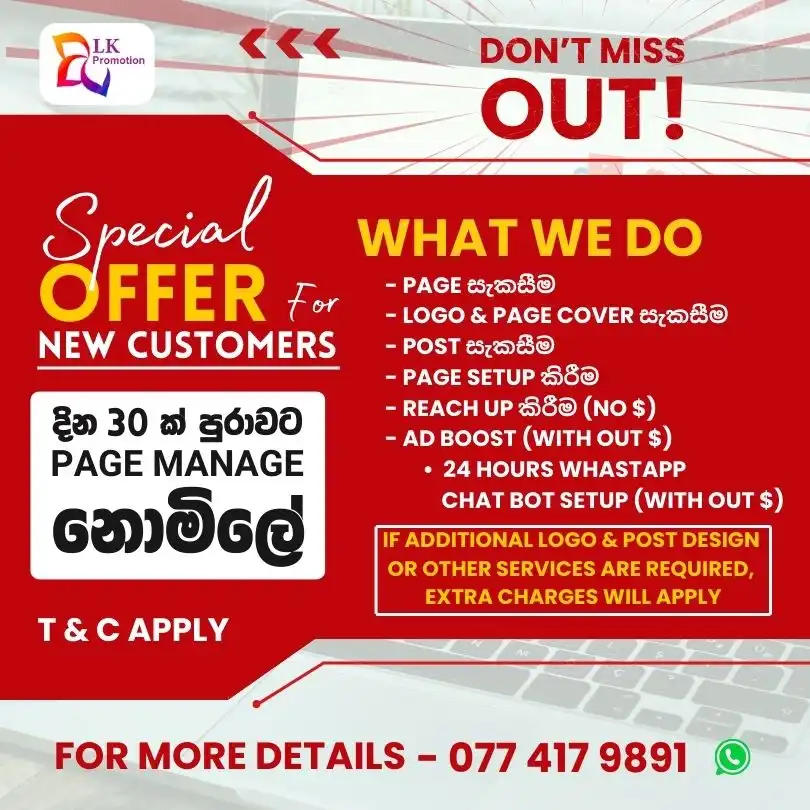 LK
Promotion
DON'T MISS
OUT!
Special
OFFER For
NEW CUSTOMERS
දින 30 ක් පුරාවට
PAGE MANAGE
නොමිලේ
T & C APPLY
WHAT WE DO
- PAGE සැකසීම
- LOGO & PAGE COVER සැකසීම
- POST සැකසීම
- PAGE SETUP කිරීම
- REACH UP කිරීම (NO $)
- AD BOOST (WITH OUT $)
• 24 HOURS WHASTAPP
CHAT BOT SETUP (WITH OUT $)
IF ADDITIONAL LOGO & POST DESIGN
OR OTHER SERVICES ARE REQUIRED,
EXTRA CHARGES WILL APPLY
FOR MORE DETAILS - 077 417 9891